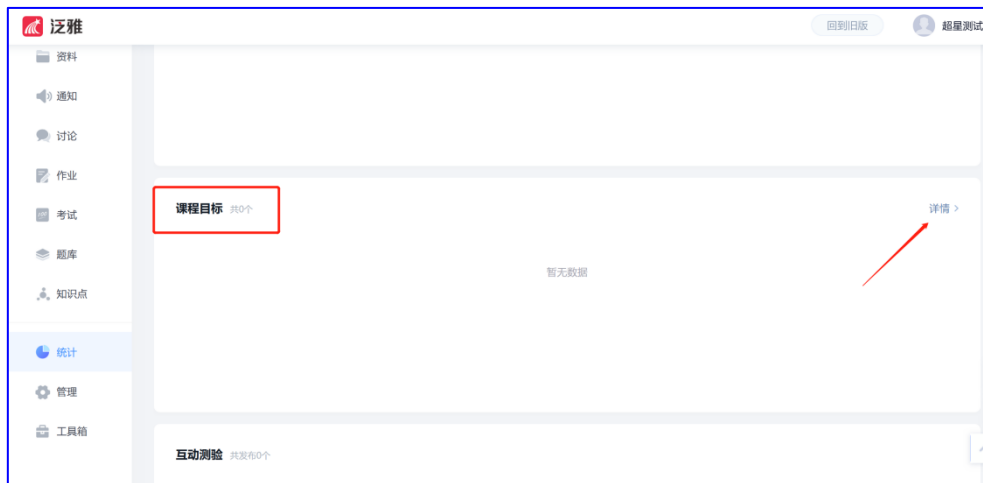 泛雅
回到旧版
超星测试
资料
通知
讨论
作业
考试
题库
知识点
统计
管理
工具箱
课程目标 共0个
详情 >
暂无数据
互动测验 共发布0个